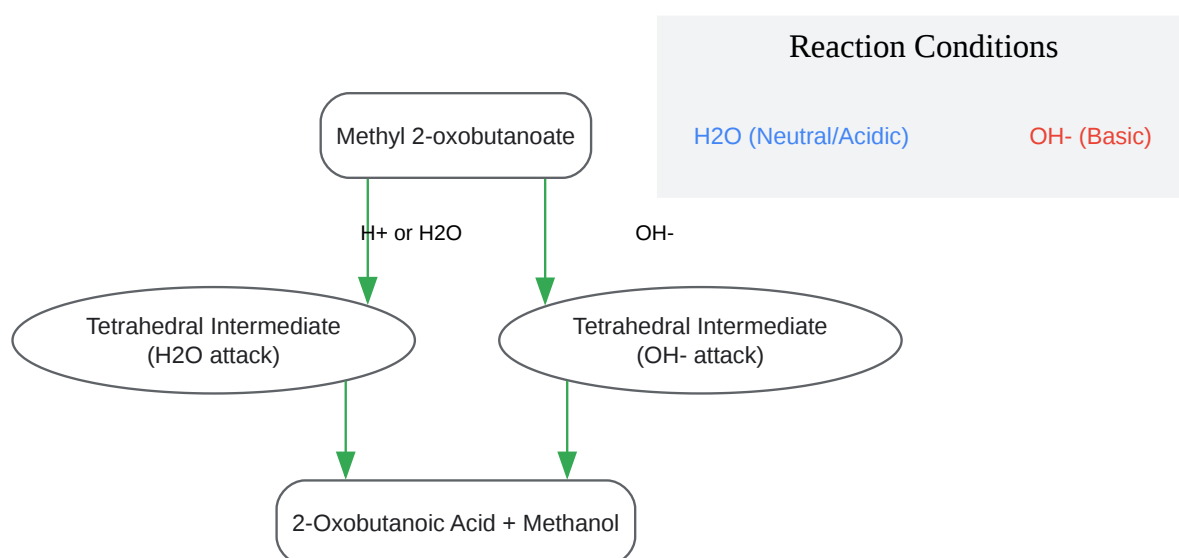 Reaction Conditions
Methyl 2-oxobutanoate
H2O (Neutral/Acidic)
OH- (Basic)
H+ or H2O
OH-
Tetrahedral Intermediate
(H2O attack)
Tetrahedral Intermediate
(OH- attack)
2-Oxobutanoic Acid + Methanol